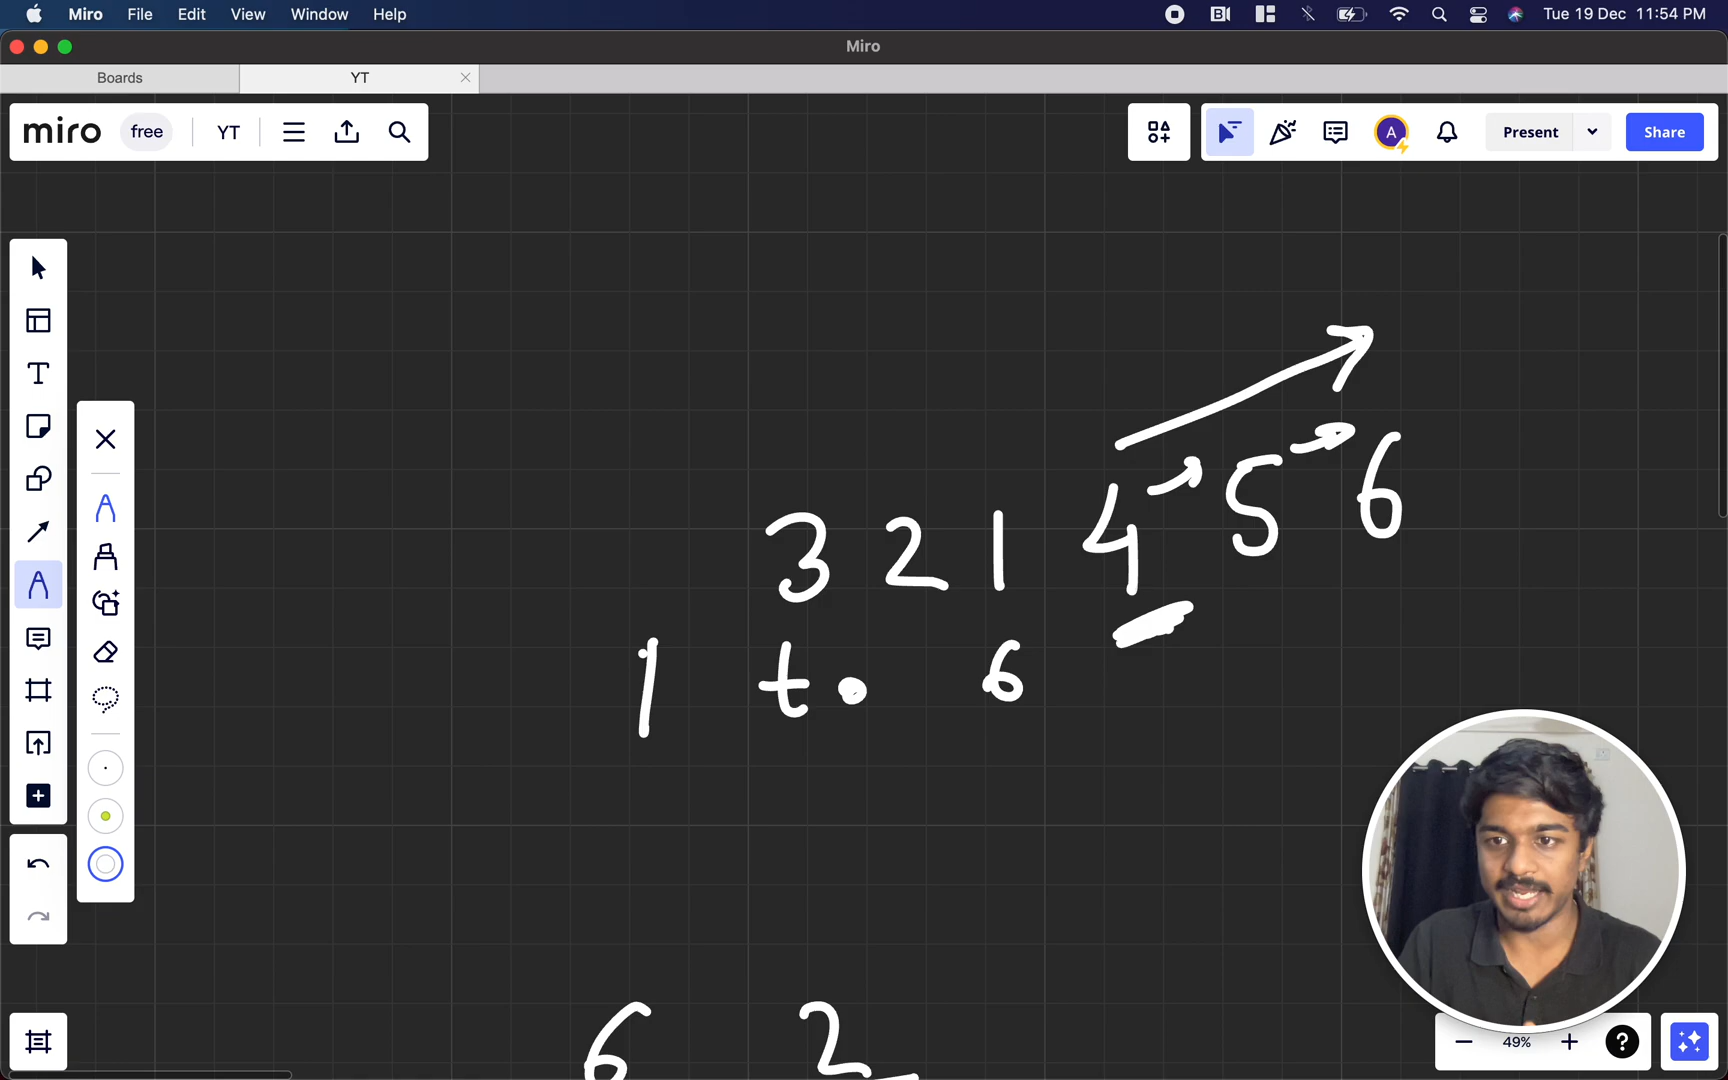 Miro File Edit View Window Help Tue 19 Dec 11:54 PM
Miro
Boards YT
miro free YT Present A Share
3 2 1 4 5 6
1 to 6
6 2
49%